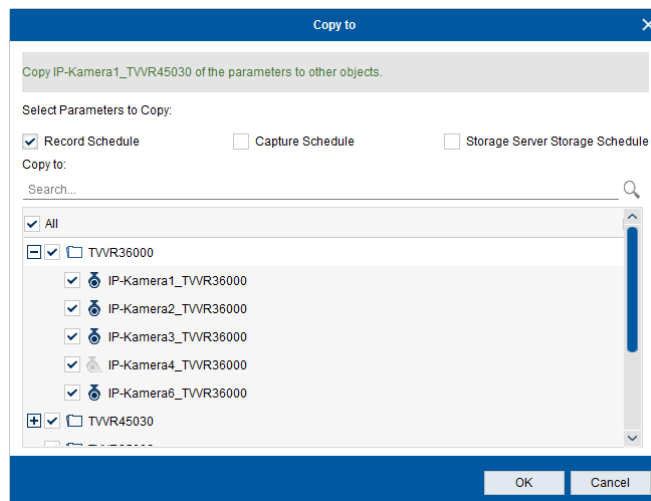 Copy to
Copy IP-Kamera1_TVVR45030 of the parameters to other objects.
Select Parameters to Copy:
Record Schedule Capture Schedule Storage Server Storage Schedule
Copy to:
Search...
All
TVVR36000
IP-Kamera1_TVVR36000
IP-Kamera2_TVVR36000
IP-Kamera3_TVVR36000
IP-Kamera4_TVVR36000
IP-Kamera6_TVVR36000
TVVR45030
OK Cancel